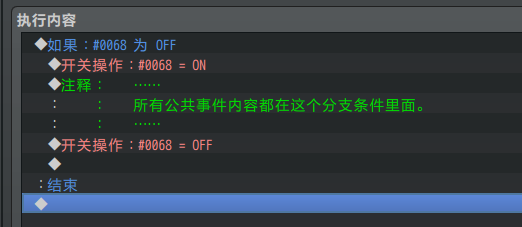 执行内容
◆如果：#0068 为 OFF
◆开关操作：#0068 = ON
◆注释：　　……
：　　：　　所有公共事件内容都在这个分支条件里面。
：　　：　　……
◆开关操作：#0068 = OFF
◆
：结束
◆